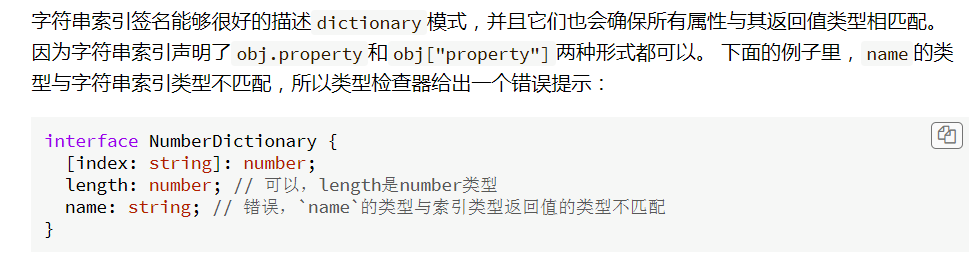 字符串索引签名能够很好的描述 dictionary 模式，并且它们也会确保所有属性与其返回值类型相匹配。
因为字符串索引声明了 obj.property 和 obj["property"] 两种形式都可以。 下面的例子里， name 的类
型与字符串索引类型不匹配，所以类型检查器给出一个错误提示：
interface NumberDictionary {
  [index: string]: number;
  length: number; // 可以，length是number类型
  name: string; // 错误，`name`的类型与索引类型返回值的类型不匹配
}